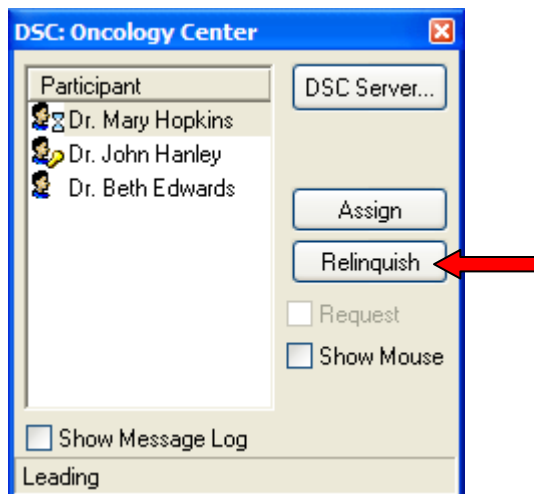 DSC: Oncology Center
Participant
DSC Server...
Dr. Mary Hopkins
Dr. John Hanley
Dr. Beth Edwards
Assign
Relinquish
Request
Show Mouse
Show Message Log
Leading